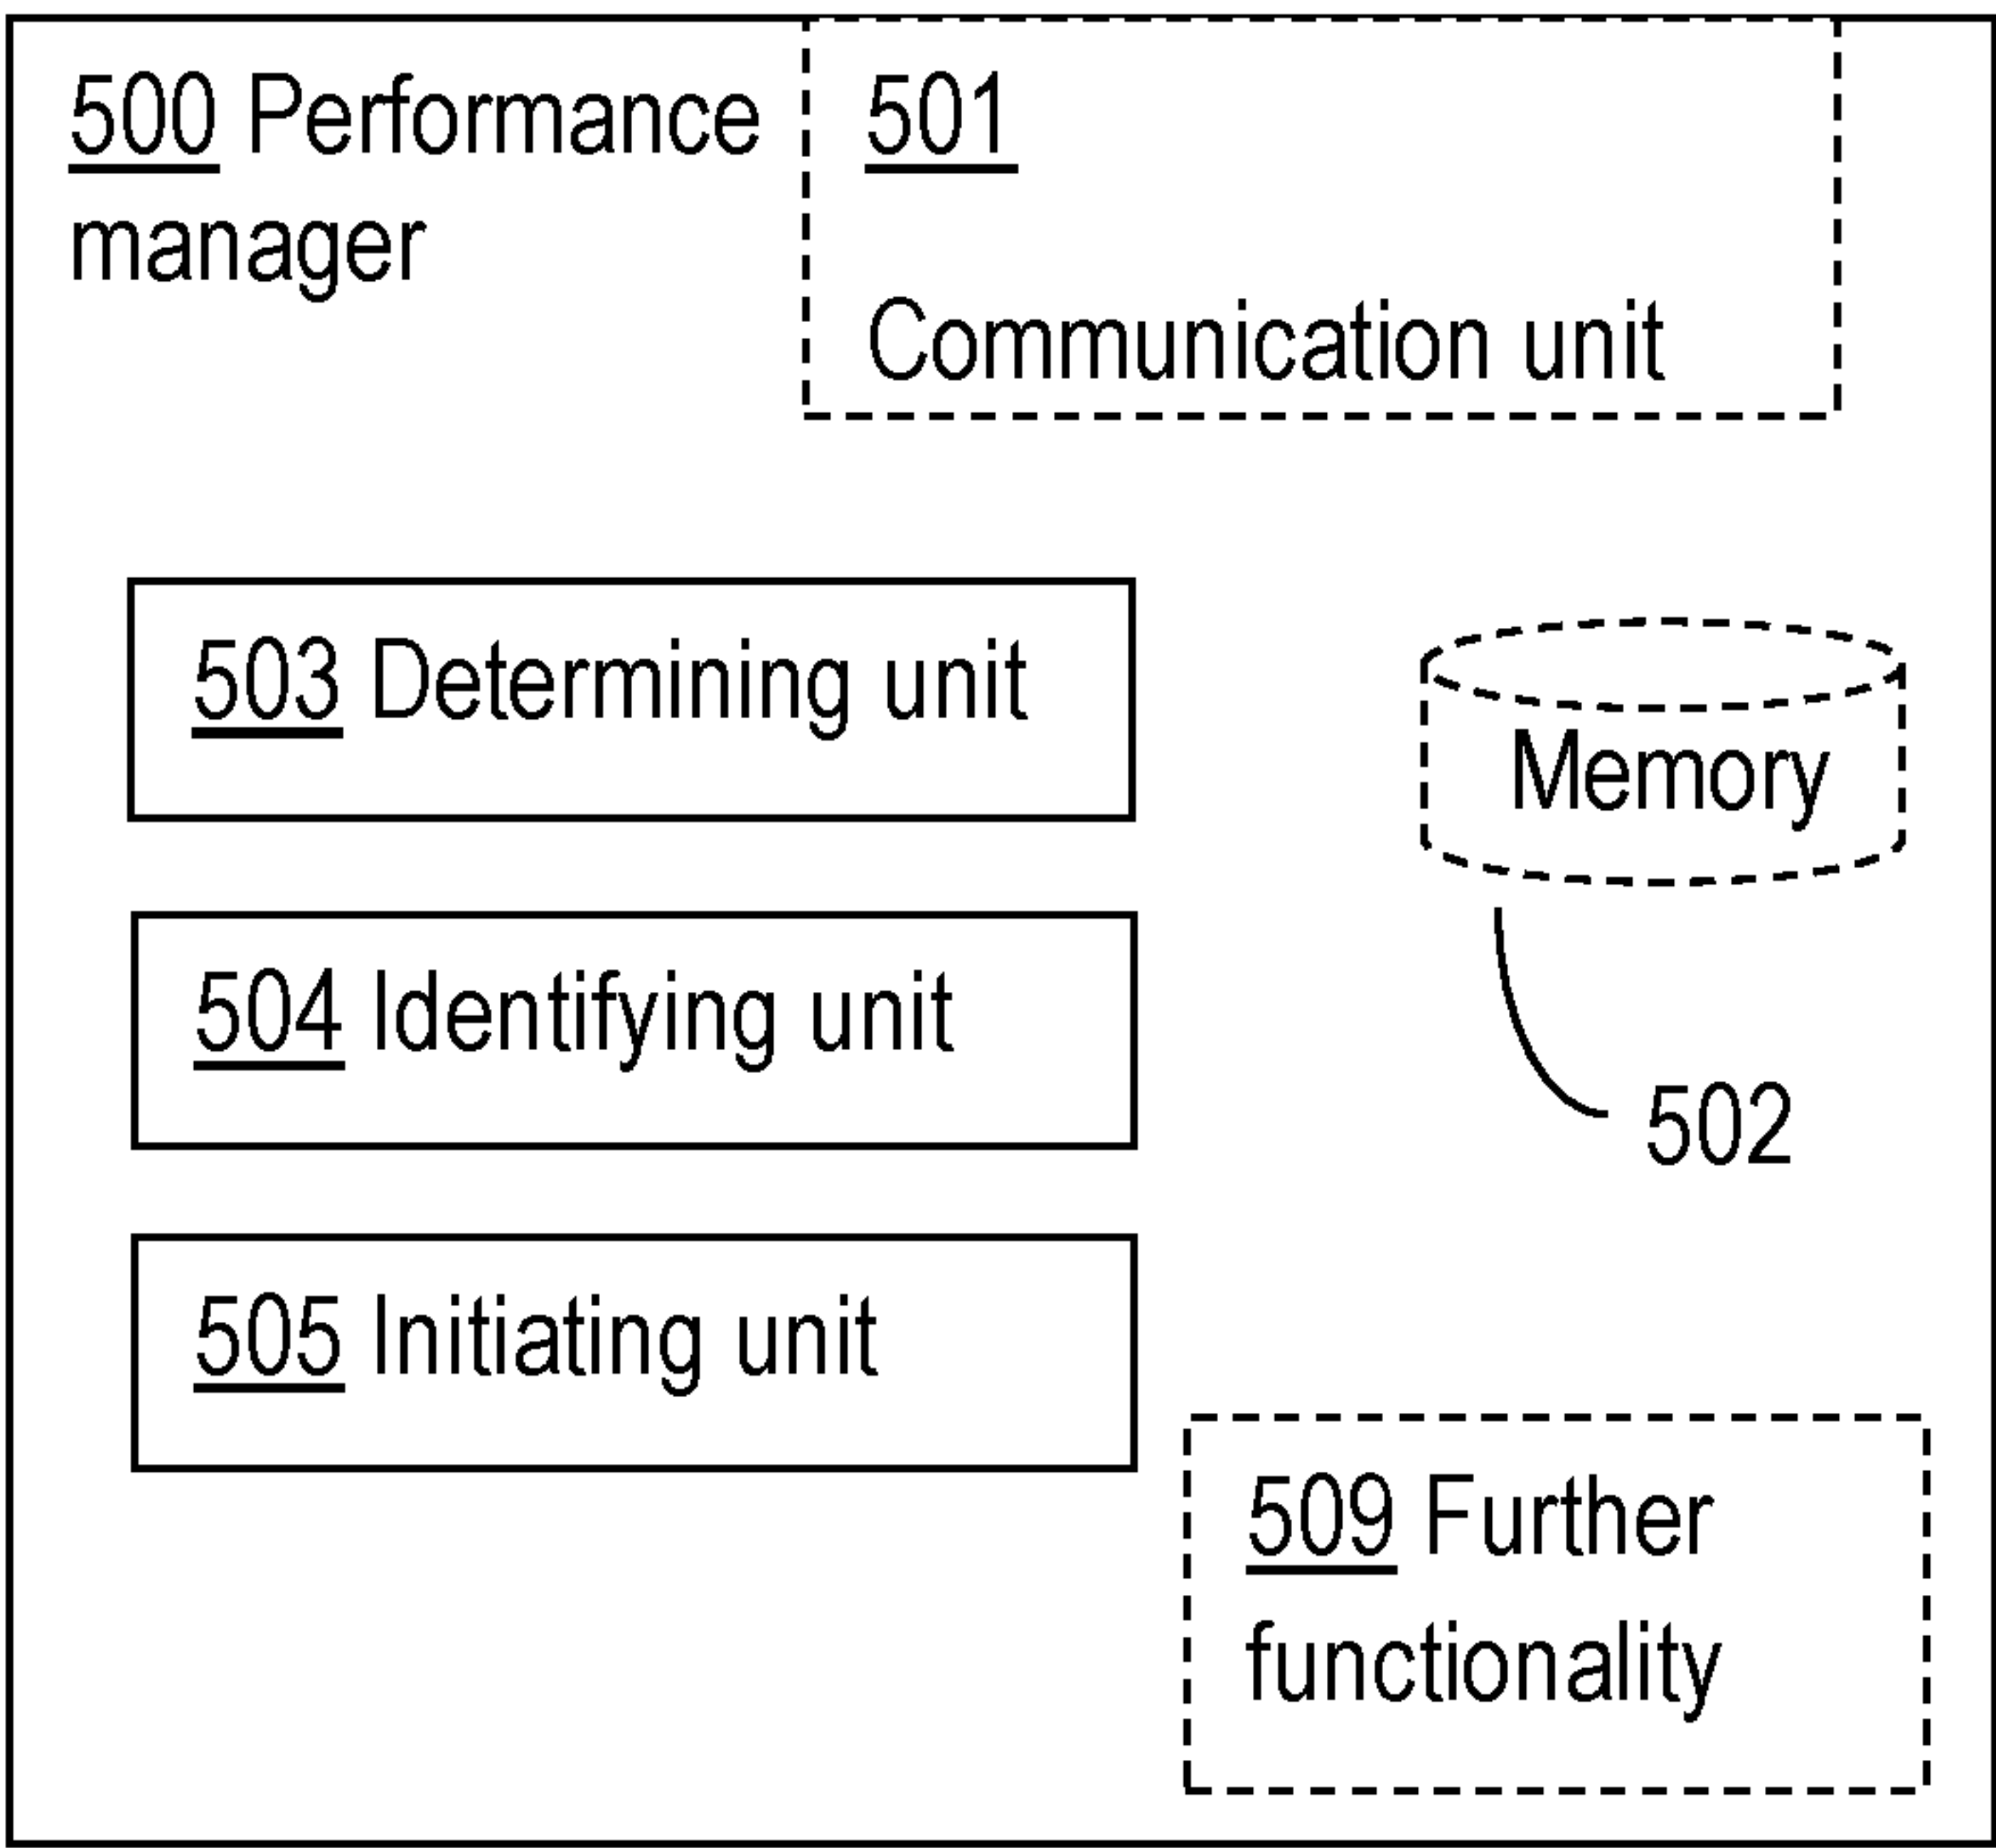 500 Performance
manager
501
Communication unit
503 Determining unit
Memory
504 Identifying unit
502
505 Initiating unit
509 Further
functionality